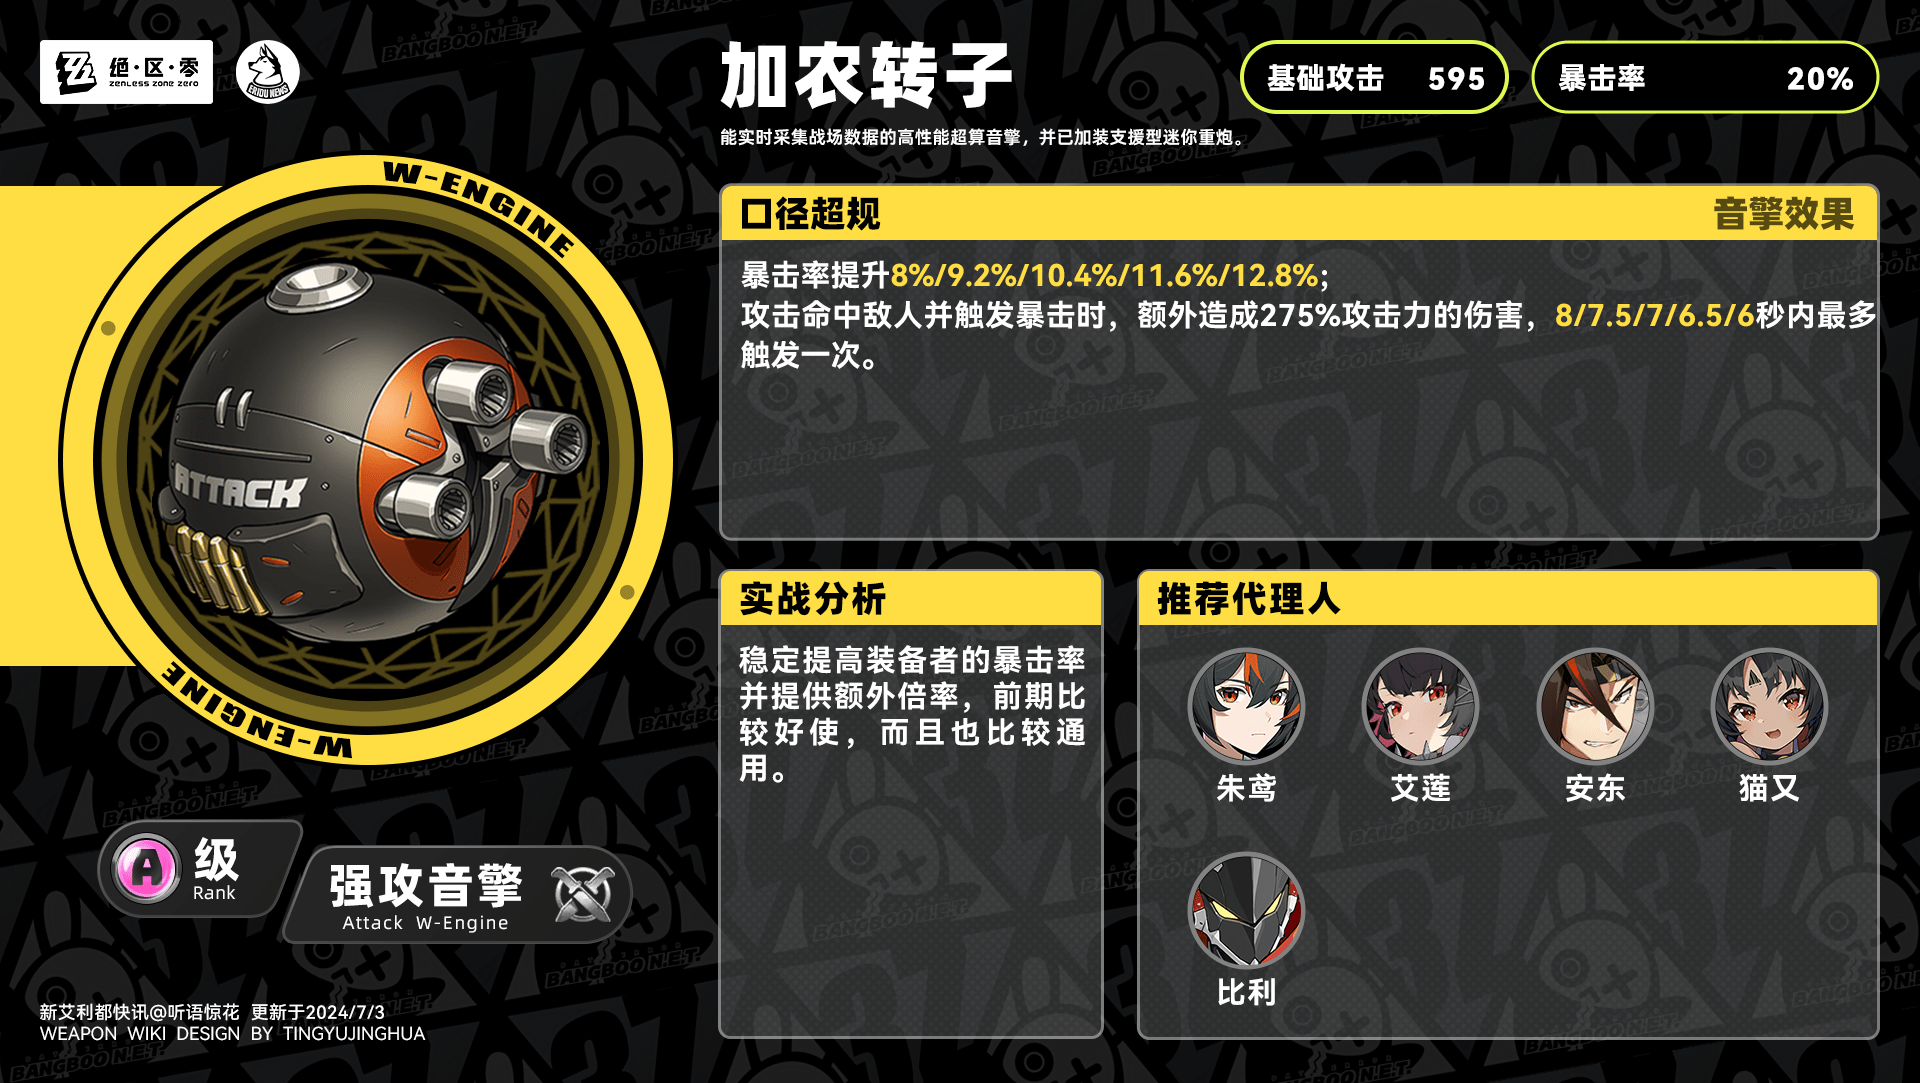 绝·区·零
ZENLESS ZONE ZERO
ERIDU NEWS
加农转子
能实时采集战场数据的高性能超算音擎，并已加装支援型迷你重炮。
基础攻击 595
暴击率 20%
W-ENGINE
ATTACK
W-ENGINE
口径超规
音擎效果
暴击率提升8%/9.2%/10.4%/11.6%/12.8%;
攻击命中敌人并触发暴击时，额外造成275%攻击力的伤害，8/7.5/7/6.5/6秒内最多
触发一次。
实战分析
稳定提高装备者的暴击率
并提供额外倍率，前期比
较好使，而且也比较通
用。
推荐代理人
朱鸢
艾莲
安东
猫又
比利
A级
Rank
强攻音擎
Attack W-Engine
新艾利都快讯@听语惊花 更新于2024/7/3
WEAPON WIKI DESIGN BY TINGYUJINGHUA
BANGBOO N.E.T.